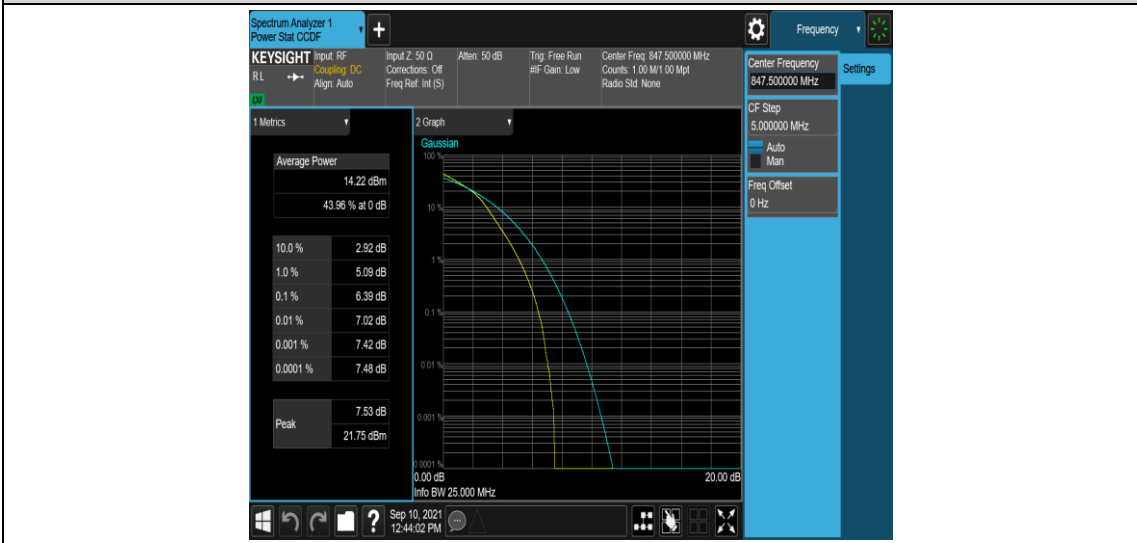 Spectrum Analyzer 1
Power Stat CCDF
+
Frequency
KEYSIGHT
RL
LXI
Input: RF
Coupling: DC
Align: Auto
Input Z: 50 Ω
Corrections: Off
Freq Ref: Int (S)
Atten: 50 dB
Trig: Free Run
#IF Gain: Low
Center Freq: 847.500000 MHz
Counts: 1.00 M/1.00 Mpt
Radio Std: None
Center Frequency
847.500000 MHz
Settings
CF Step
5.000000 MHz
Auto
Man
Freq Offset
0 Hz
1 Metrics
Average Power
14.22 dBm
43.96 % at 0 dB
10.0 % 2.92 dB
1.0 % 5.09 dB
0.1 % 6.39 dB
0.01 % 7.02 dB
0.001 % 7.42 dB
0.0001 % 7.48 dB
Peak
7.53 dB
21.75 dBm
2 Graph
Gaussian
100 %
10 %
1 %
0.1 %
0.01 %
0.001 %
0.0001 %
0.00 dB
20.00 dB
Info BW 25.000 MHz
?
Sep 10, 2021
12:44:02 PM